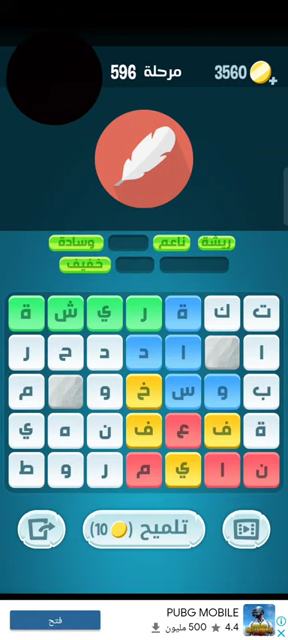 3560 مرحلة 596
ريشة ناعم وسادة
خفيف
ت ك ة ر ي ش ة
ا ا د د ح ر
ب و س خ و م
ة ف ع ف ن ه ي
ن ا ي م ر و ط
تلميح (10)
PUBG MOBILE
4.4 ★ 500 مليون
فتح